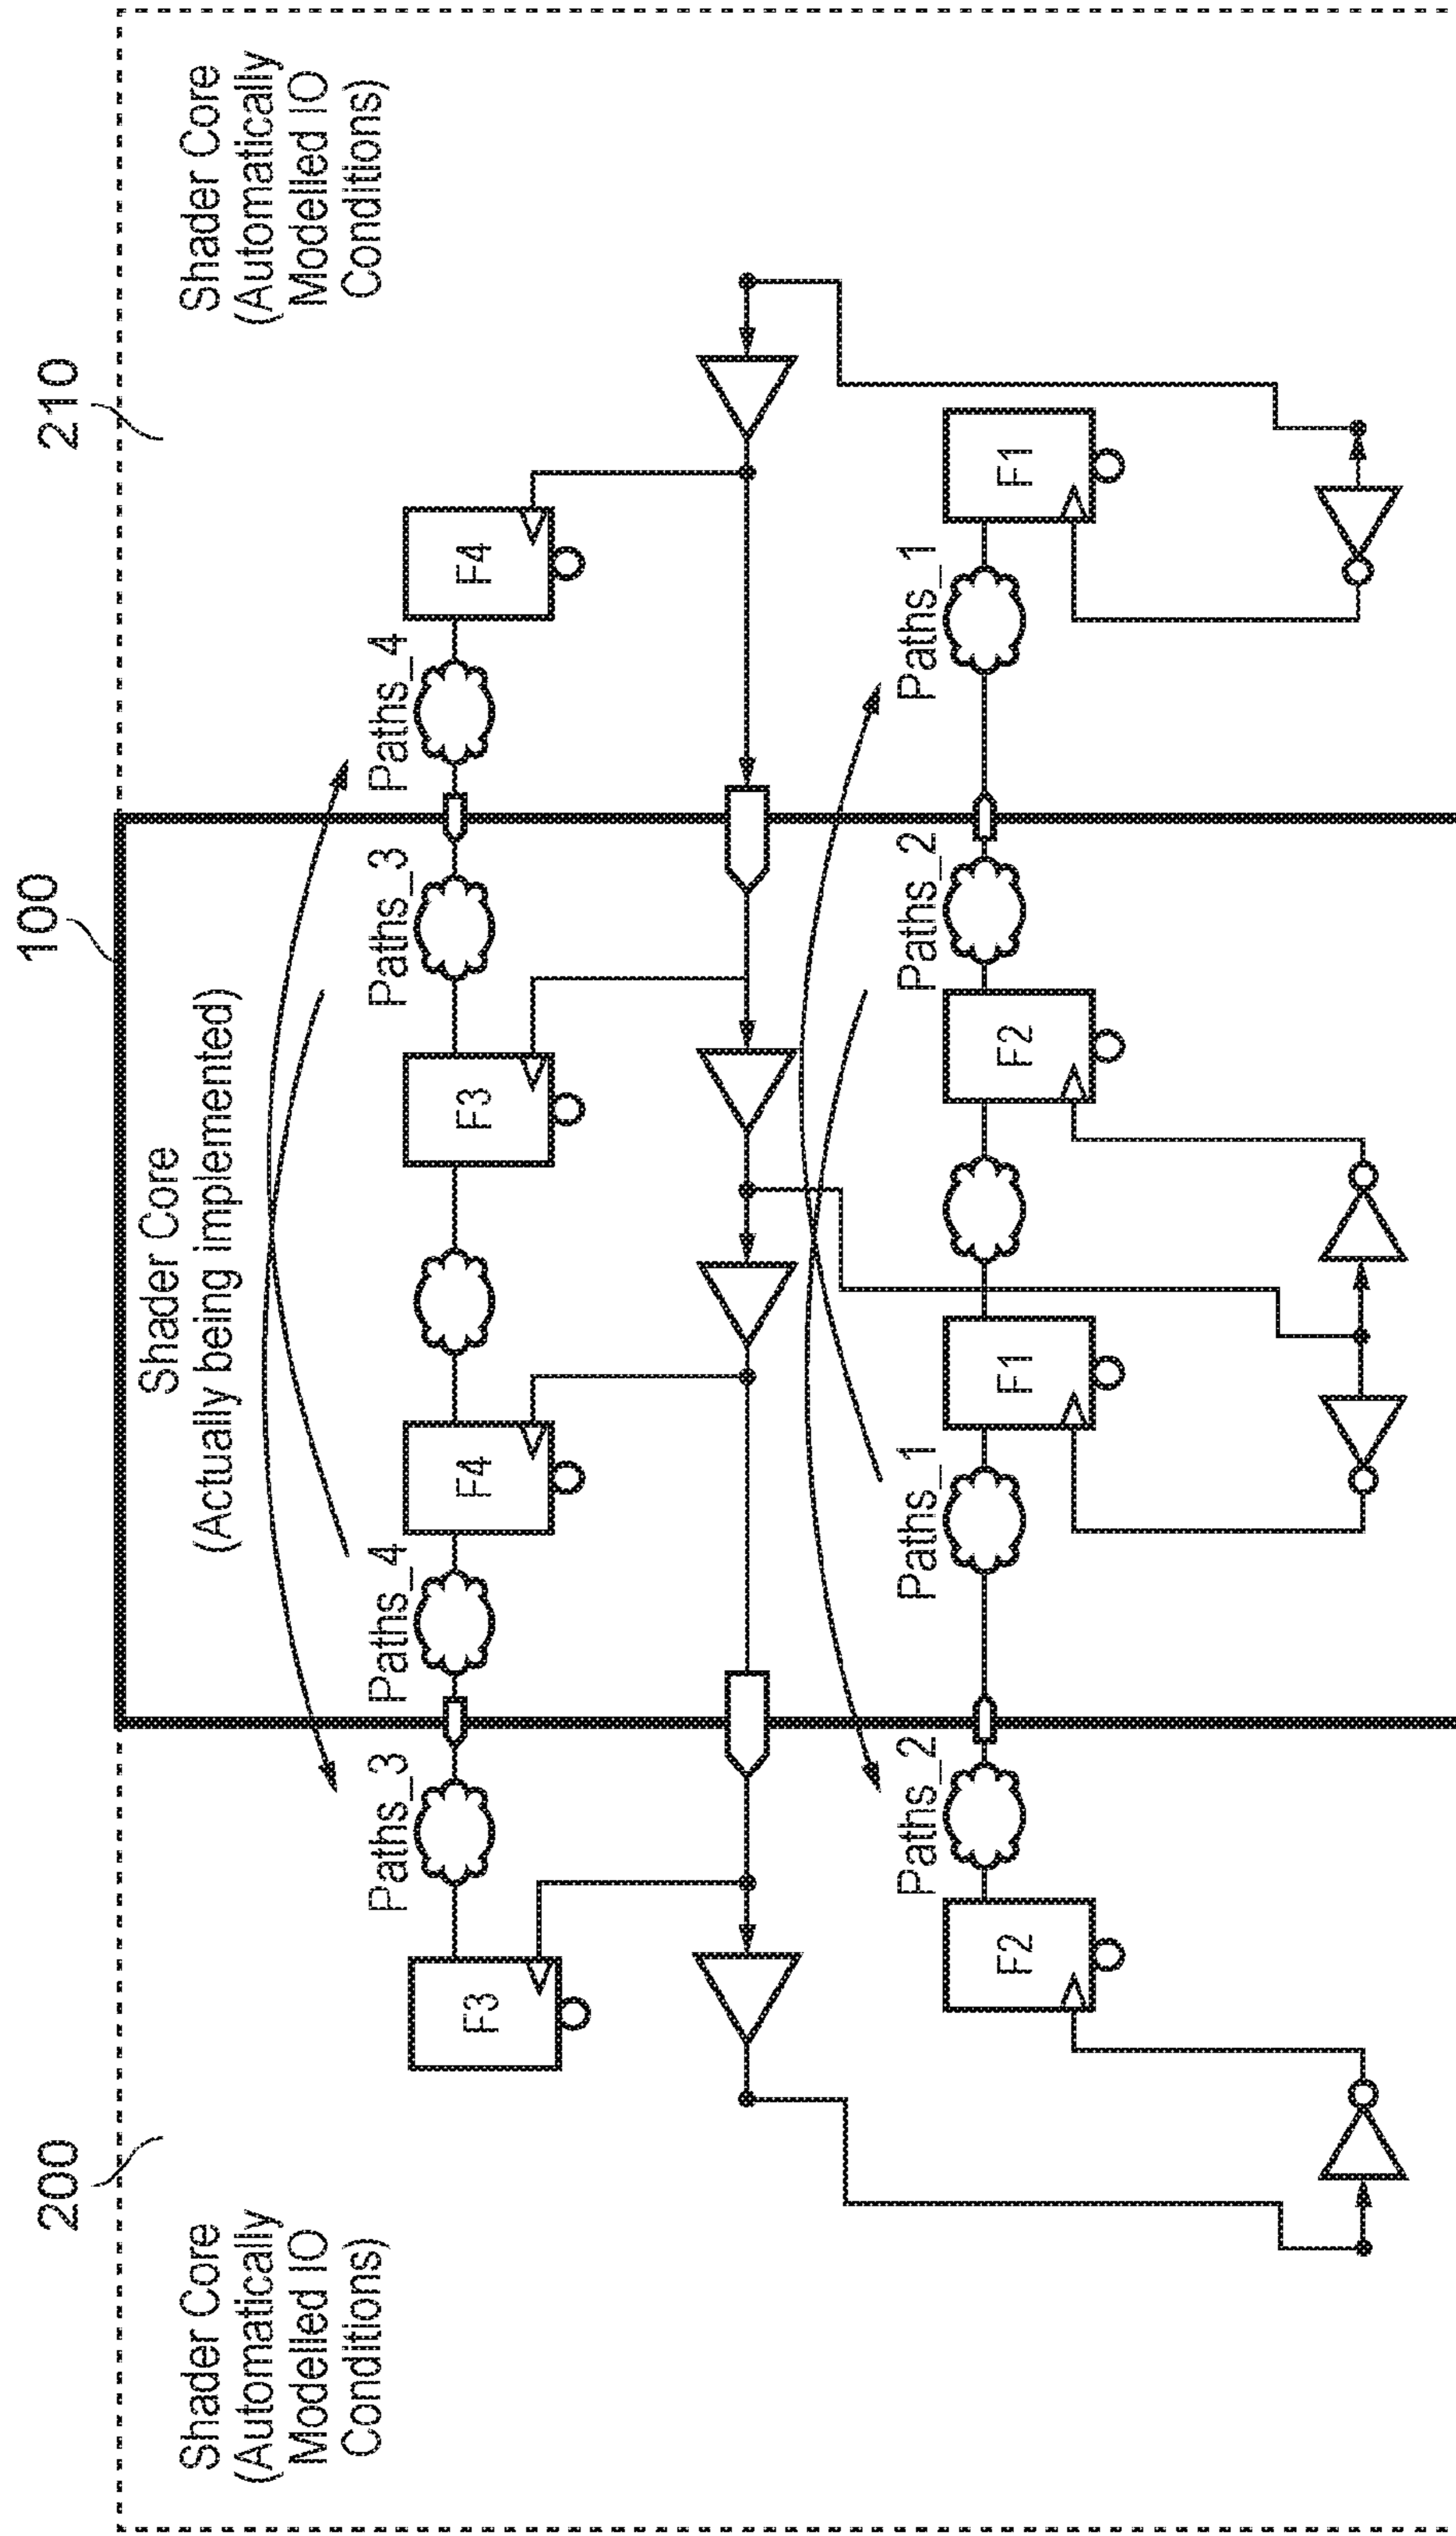 200
100
210
Shader Core
(Automatically
Modelled IO
Conditions)
Shader Core
(Actually being implemented)
Shader Core
(Automatically
Modelled IO
Conditions)
Paths_3
Paths_4
Paths_3
Paths_4
F3
F4
F3
F4
Paths_2
Paths_1
Paths_2
Paths_1
F2
F1
F2
F1